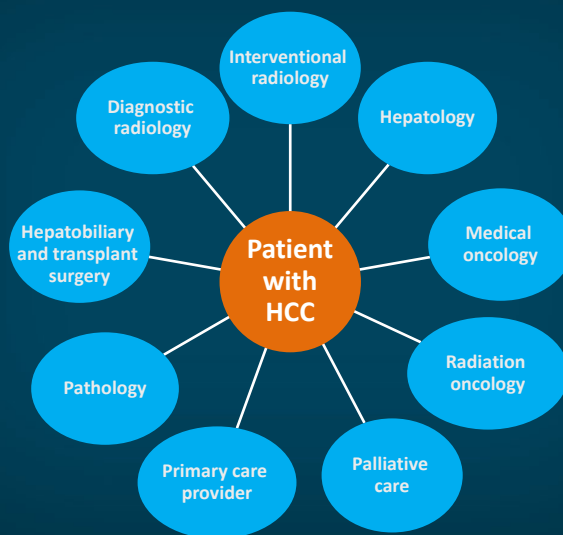 Interventional
radiology
Diagnostic
radiology
Hepatology
Hepatobiliary
and transplant
surgery
Patient
with
HCC
Medical
oncology
Radiation
oncology
Pathology
Primary care
provider
Palliative
care